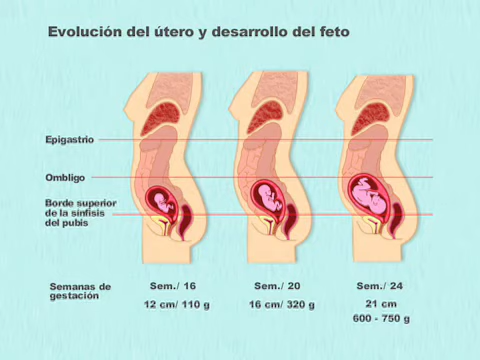 Evolución del útero y desarrollo del feto
Epigastrio
Ombligo
Borde superior
de la sínfisis
del pubis
Semanas de
gestación
Sem./ 16
Sem./ 20
Sem./ 24
12 cm/ 110 g
16 cm/ 320 g
21 cm
600 - 750 g